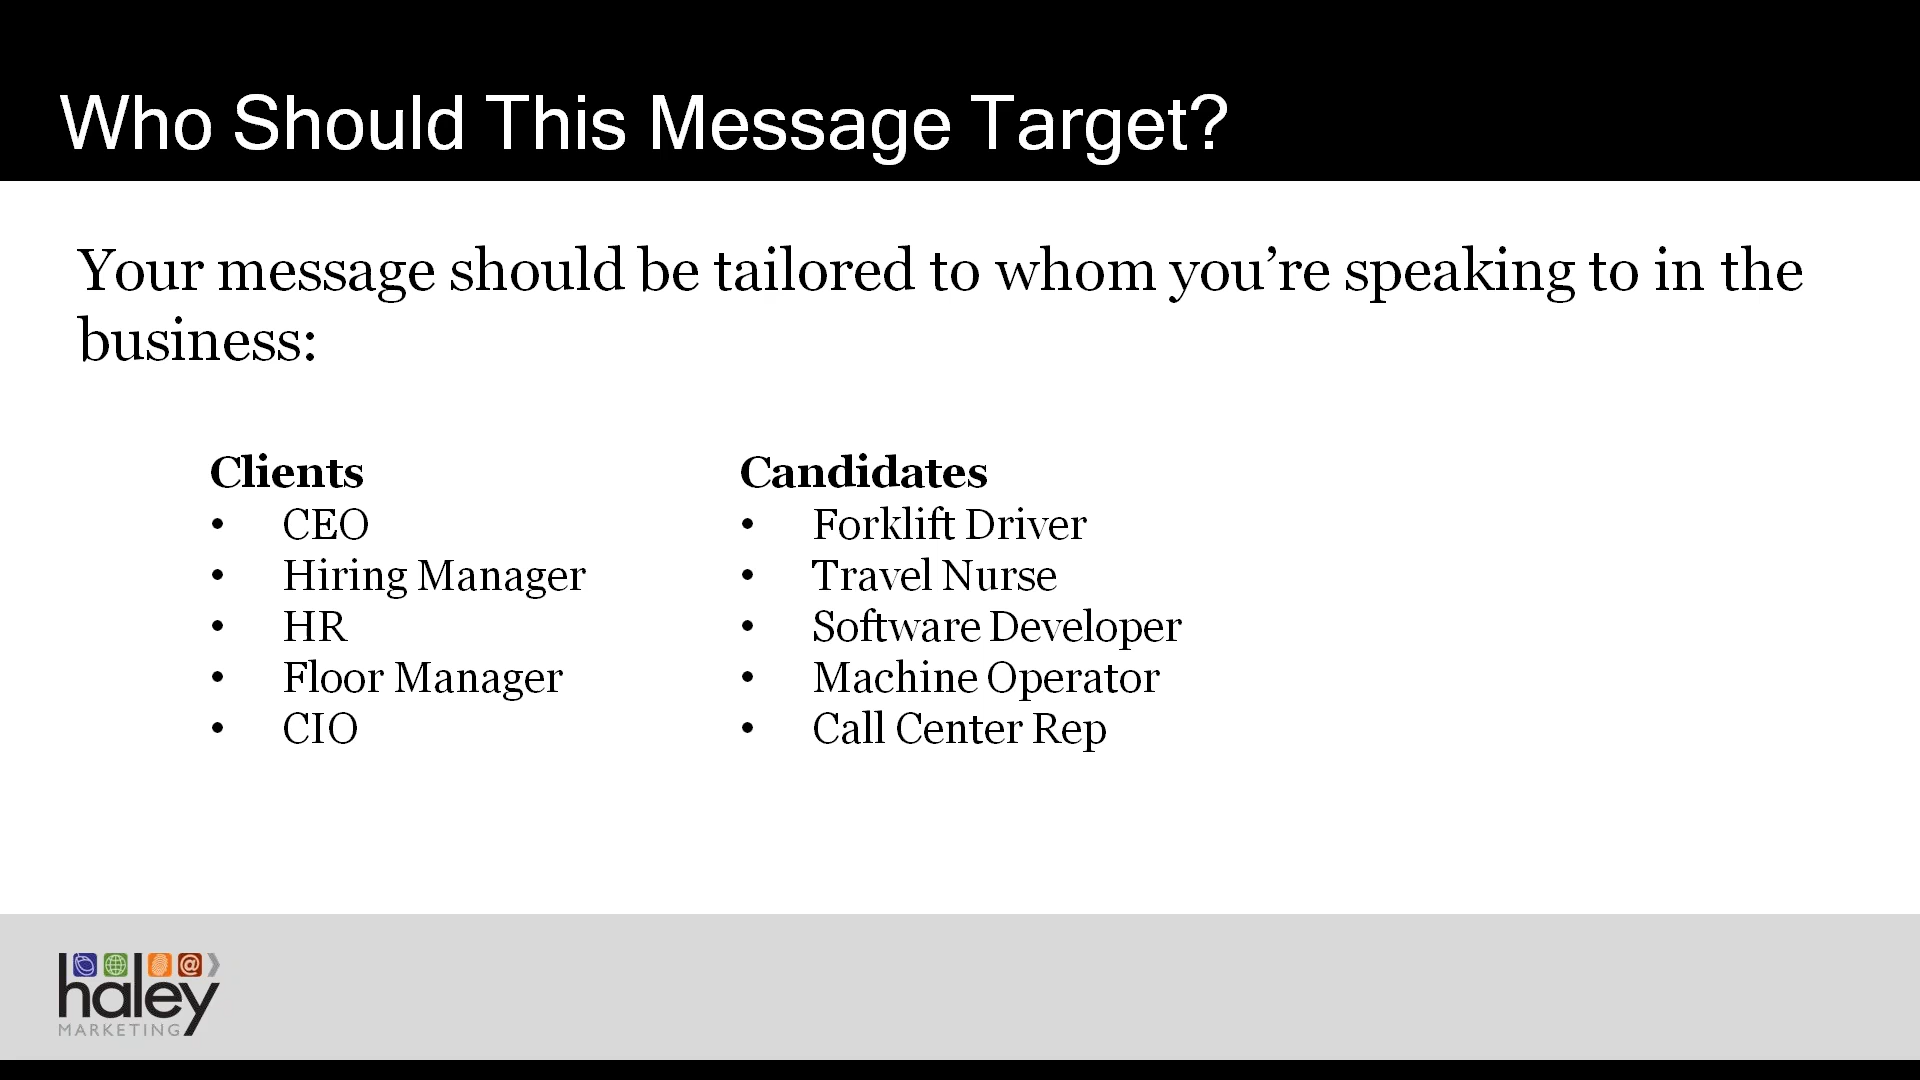 Who Should This Message Target?
Your message should be tailored to whom you’re speaking to in the
business:
Clients
• CEO
• Hiring Manager
• HR
• Floor Manager
• CIO
Candidates
• Forklift Driver
• Travel Nurse
• Software Developer
• Machine Operator
• Call Center Rep
haley
MARKETING